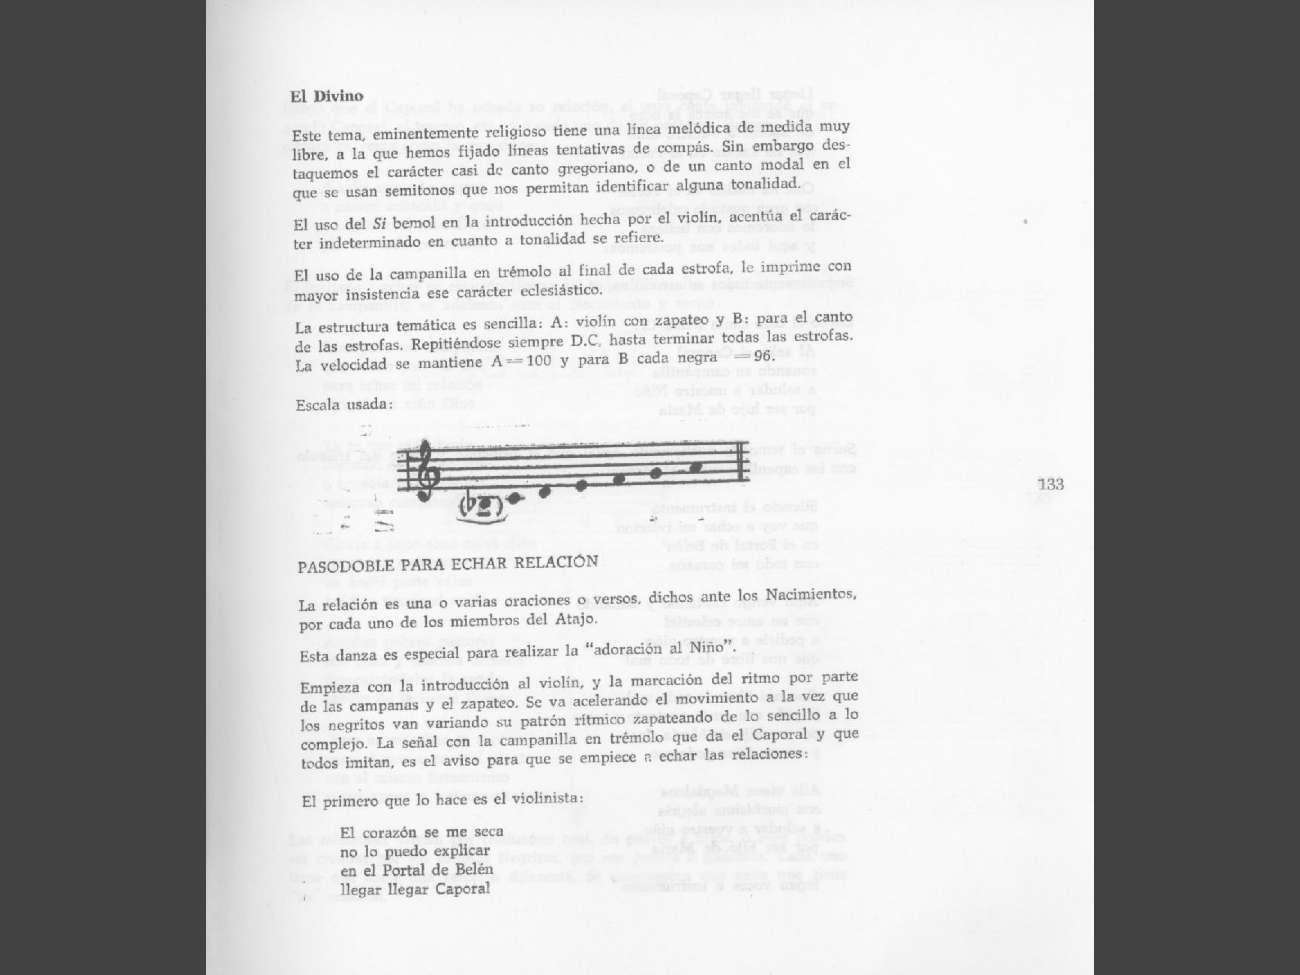 El Divino
Este tema, eminentemente religioso tiene una línea melódica de medida muy
libre, a la que hemos fijado líneas tentativas de compás. Sin embargo des-
taquemos el carácter casi de canto gregoriano, o de un canto modal en el
que se usan semitonos que nos permitan identificar alguna tonalidad.
El uso del Si bemol en la introducción hecha por el violín, acentúa el carác-
ter indeterminado en cuanto a tonalidad se refiere.
El uso de la campanilla en trémolo al final de cada estrofa, le imprime con
mayor insistencia ese carácter eclesiástico.
La estructura temática es sencilla: A: violín con zapateo y B: para el canto
de las estrofas. Repitiéndose siempre D.C. hasta terminar todas las estrofas.
La velocidad se mantiene A=100 y para B cada negra =96.
Escala usada:
133
PASODOBLE PARA ECHAR RELACIÓN
La relación es una o varias oraciones o versos, dichos ante los Nacimientos,
por cada uno de los miembros del Atajo.
Esta danza es especial para realizar la “adoración al Niño”.
Empieza con la introducción al violín, y la marcación del ritmo por parte
de las campanas y el zapateo. Se va acelerando el movimiento a la vez que
los negritos van variando su patrón rítmico zapateando de lo sencillo a lo
complejo. La señal con la campanilla en trémolo que da el Caporal y que
todos imitan, es el aviso para que se empiece a echar las relaciones:
El primero que lo hace es el violinista:
El corazón se me seca
no lo puedo explicar
en el Portal de Belén
llegar llegar Caporal